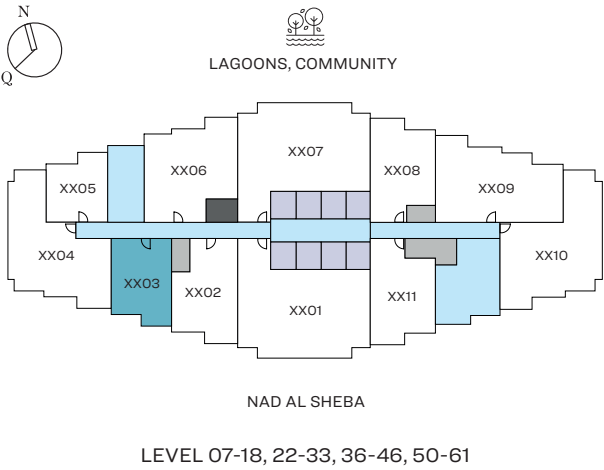 N
Q
LAGOONS, COMMUNITY
XX07
XX06
XX08
XX05
XX09
XX04
XX10
XX03
XX02
XX11
XX01
NAD AL SHEBA
LEVEL 07-18, 22-33, 36-46, 50-61